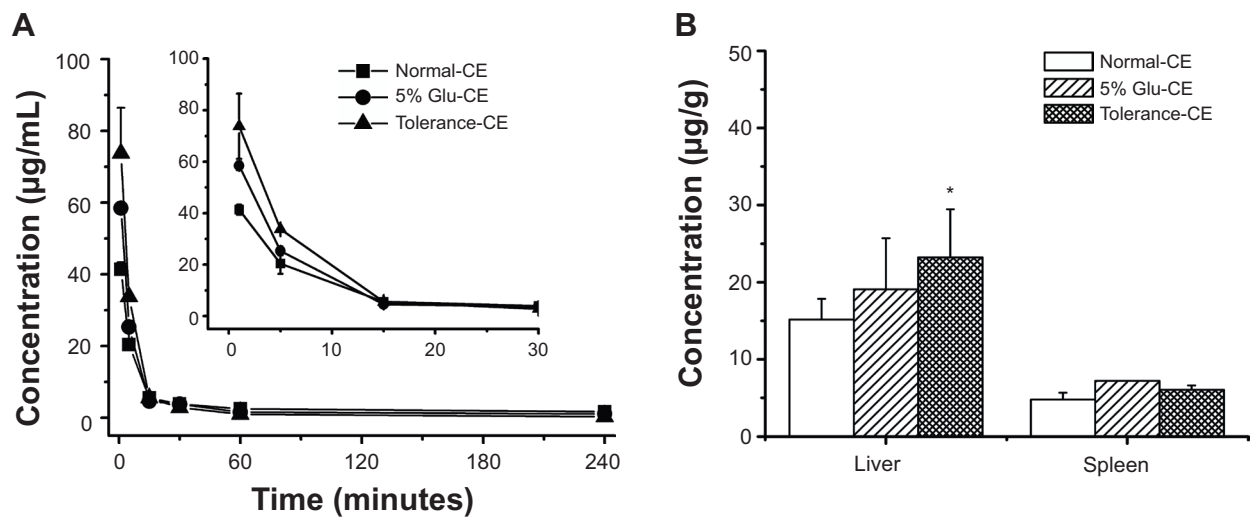 A
Concentration (µg/mL)
100
80
60
40
20
0
0
60
120
180
240
Time (minutes)
100
80
60
40
20
0
0
10
20
30
Normal-CE
5% Glu-CE
Tolerance-CE
B
Concentration (µg/g)
50
40
30
20
10
0
Normal-CE
5% Glu-CE
Tolerance-CE
*
Liver
Spleen